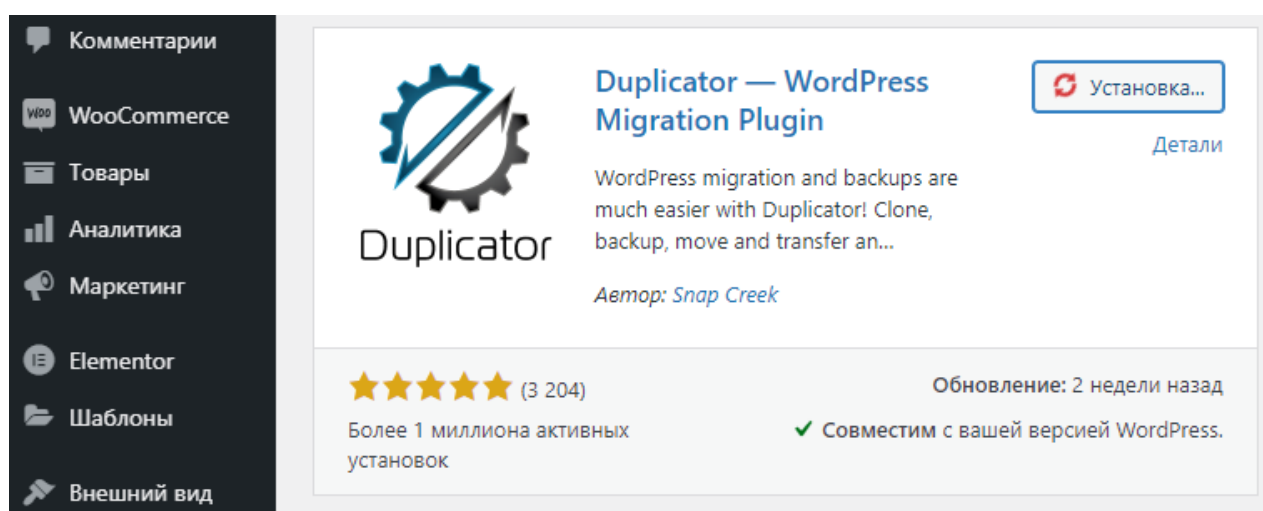 Комментарии
WooCommerce
Товары
Аналитика
Маркетинг
Elementor
Шаблоны
Внешний вид
Duplicator
Duplicator — WordPress
Migration Plugin
WordPress migration and backups are
much easier with Duplicator! Clone,
backup, move and transfer an...
Автор: Snap Creek
Установка...
Детали
(3 204)
Более 1 миллиона активных
установок
Обновление: 2 недели назад
Совместим с вашей версией WordPress.